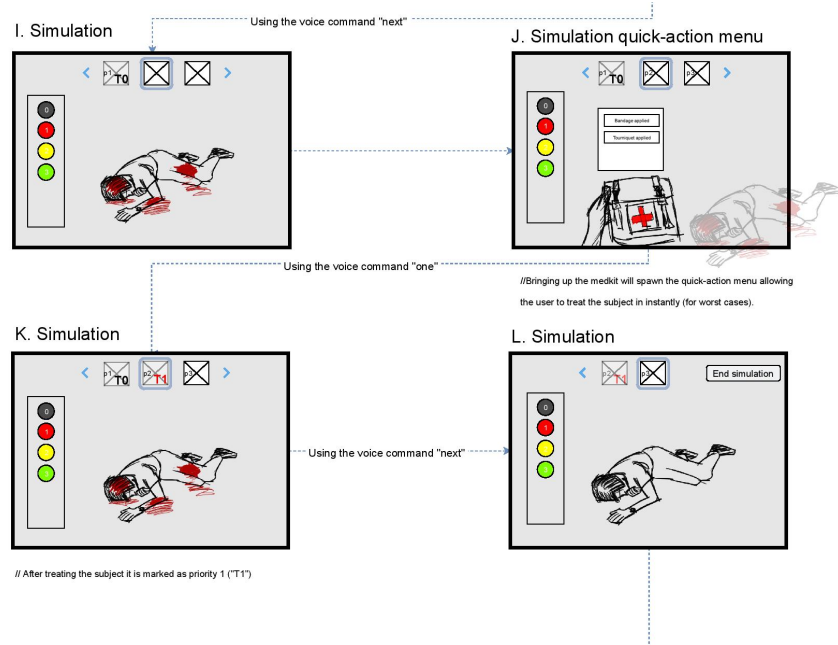 Using the voice command "next"
I. Simulation
J. Simulation quick-action menu
p1 T0
p1 T0 p2 p3
0
1
3
0
1
Bandage applied
Tourniquet applied
Using the voice command "one"
//Bringing up the medkit will spawn the quick-action menu allowing
the user to treat the subject in instantly (for worst cases).
K. Simulation
L. Simulation
p1 T0 p2 T1 p3
p2 T1 p3
End simulation
0
1
0
1
Using the voice command "next"
// After treating the subject it is marked as priority 1 ("T1")